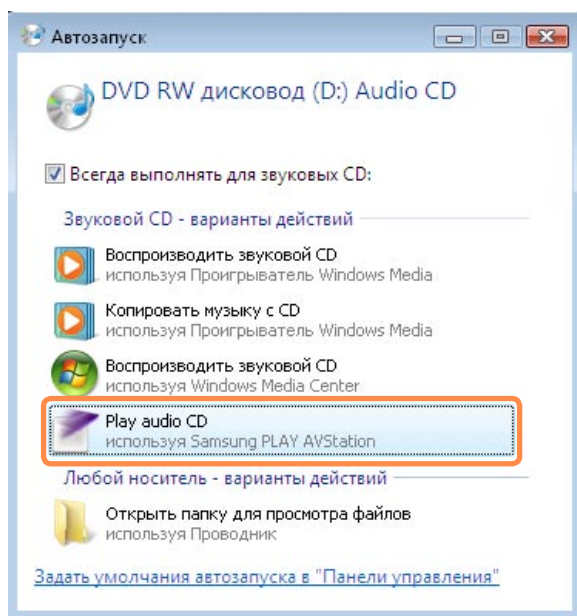 Автозапуск
DVD RW дисковод (D:) Audio CD
Всегда выполнять для звуковых CD:
Звуковой CD - варианты действий
Воспроизводить звуковой CD
используя Проигрыватель Windows Media
Копировать музыку с CD
используя Проигрыватель Windows Media
Воспроизводить звуковой CD
используя Windows Media Center
Play audio CD
используя Samsung PLAY AVStation
Любой носитель - варианты действий
Открыть папку для просмотра файлов
используя Проводник
Задать умолчания автозапуска в "Панели управления"